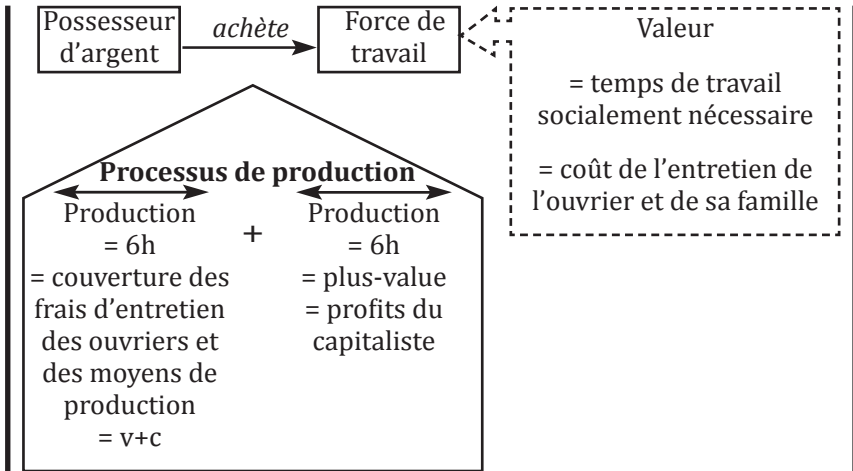 Possesseur
d'argent
achète
Force de
travail
Valeur
= temps de travail
socialement nécessaire
= coût de l'entretien de
l'ouvrier et de sa famille
Processus de production
Production
= 6h
= couverture des
frais d'entretien
des ouvriers et
des moyens de
production
= v+c
+
Production
= 6h
= plus-value
= profits du
capitaliste